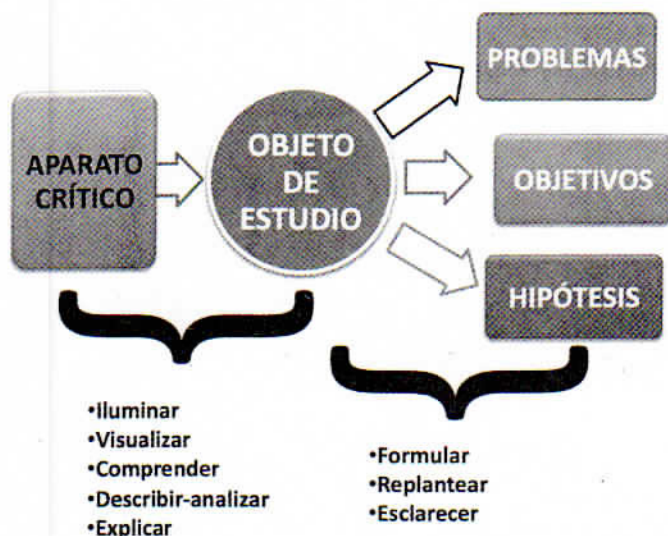 APARATO
CRÍTICO
OBJETO
DE
ESTUDIO
PROBLEMAS
OBJETIVOS
HIPÓTESIS
•Iluminar
•Visualizar
•Comprender
•Describir-analizar
•Explicar
•Formular
•Replantear
•Esclarecer